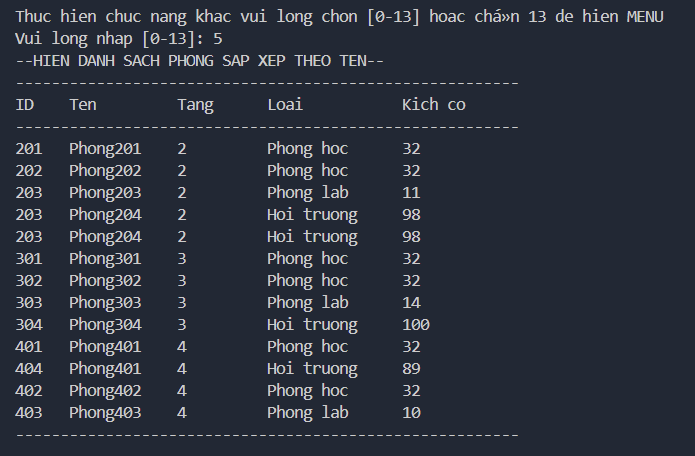 Thuc hien chuc nang khac vui long chon [0-13] hoac chá»n 13 de hien MENU
Vui long nhap [0-13]: 5
--HIEN DANH SACH PHONG SAP XEP THEO TEN--
--------------------------------------------------------
ID Ten Tang Loai Kich co
--------------------------------------------------------
201 Phong201 2 Phong hoc 32
202 Phong202 2 Phong hoc 32
203 Phong203 2 Phong lab 11
203 Phong204 2 Hoi truong 98
203 Phong204 2 Hoi truong 98
301 Phong301 3 Phong hoc 32
302 Phong302 3 Phong hoc 32
303 Phong303 3 Phong lab 14
304 Phong304 3 Hoi truong 100
401 Phong401 4 Phong hoc 32
404 Phong401 4 Hoi truong 89
402 Phong402 4 Phong hoc 32
403 Phong403 4 Phong lab 10
--------------------------------------------------------